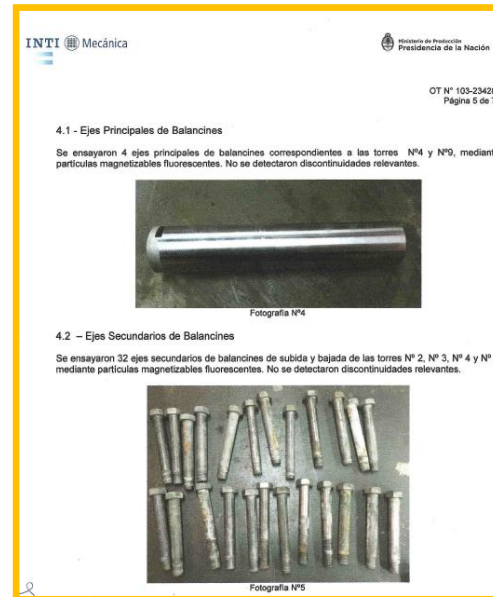 INTI Mecánica
Ministerio de Producción
Presidencia de la Nación
OT N° 103-23428
Página 5 de 7
4.1 - Ejes Principales de Balancines
Se ensayaron 4 ejes principales de balancines correspondientes a las torres Nº4 y Nº9, mediant
partículas magnetizables fluorescentes. No se detectaron discontinuidades relevantes.
Fotografía Nº4
4.2 – Ejes Secundarios de Balancines
Se ensayaron 32 ejes secundarios de balancines de subida y bajada de las torres Nº 2, Nº 3, Nº 4 y Nº
mediante partículas magnetizables fluorescentes. No se detectaron discontinuidades relevantes.
Fotografía Nº5